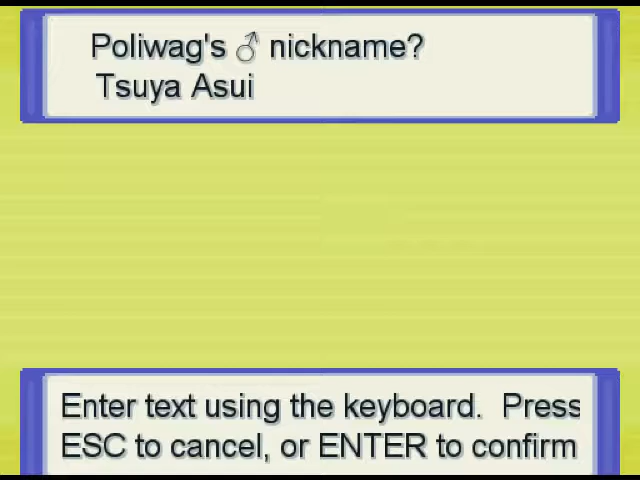 Poliwag's ♂ nickname?
Tsuya Asui
Enter text using the keyboard. Press
ESC to cancel, or ENTER to confirm